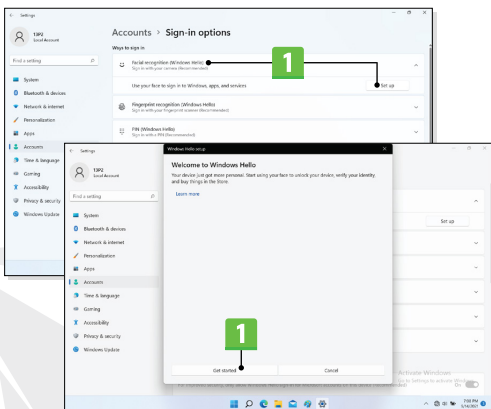 Settings
13P2
Local Account
Find a setting
System
Bluetooth & devices
Network & internet
Personalization
Apps
Accounts
Time & language
Gaming
Accessibility
Privacy & security
Windows Update
Accounts > Sign-in options
Ways to sign in
Facial recognition (Windows Hello)
Sign in with your camera (Recommended)
1
Use your face to sign in to Windows, apps, and services
Set up
Fingerprint recognition (Windows Hello)
Sign in with your fingerprint scanner (Recommended)
PIN (Windows Hello)
Sign in with a PIN (Recommended)
Settings
13P2
Local Account
Find a setting
System
Bluetooth & devices
Network & internet
Personalization
Apps
Accounts
Time & language
Gaming
Accessibility
Privacy & security
Windows Update
Windows Hello setup
Welcome to Windows Hello
Your device just got more personal. Start using your face to unlock your device, verify your identity,
and buy things in the Store.
Learn more
1
Get started
Cancel
Set up
Activate Windows
Go to Settings to activate Windows.
On
7:00 PM